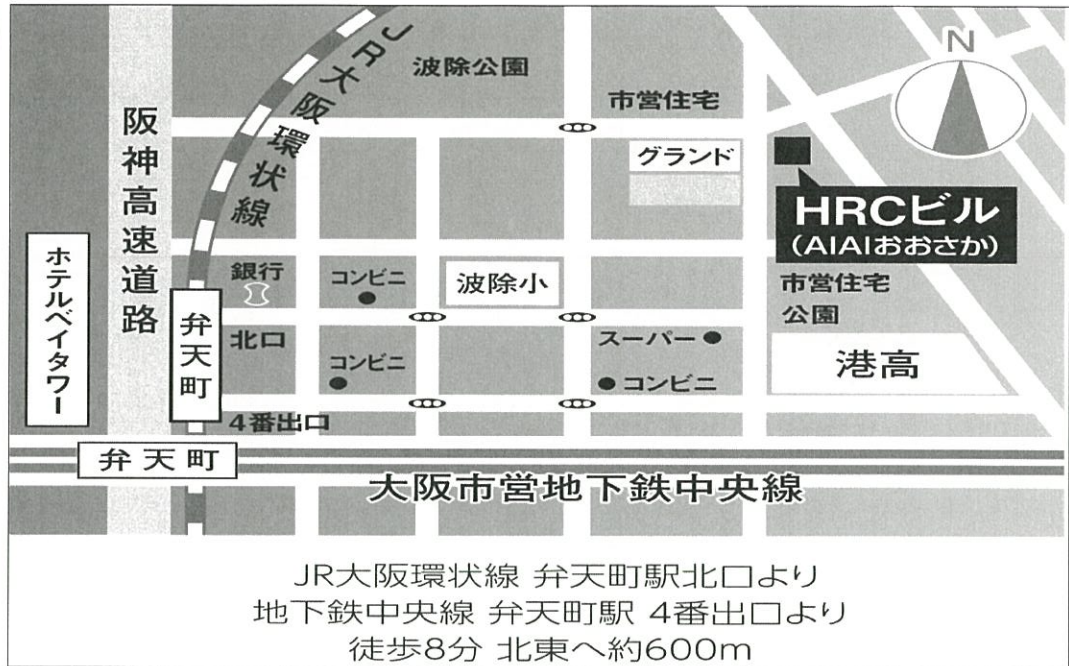 JR大阪環状線
波除公園
N
市営住宅
阪神高速道路
グランド
HRCビル
(AIAIおおさか)
ホテルベイタワー
銀行
コンビニ
波除小
市営住宅
公園
弁天町
北口
コンビニ
スーパー
コンビニ
港高
4番出口
弁天町
大阪市営地下鉄中央線
JR大阪環状線 弁天町駅北口より
地下鉄中央線 弁天町駅 4番出口より
徒歩8分 北東へ約600m